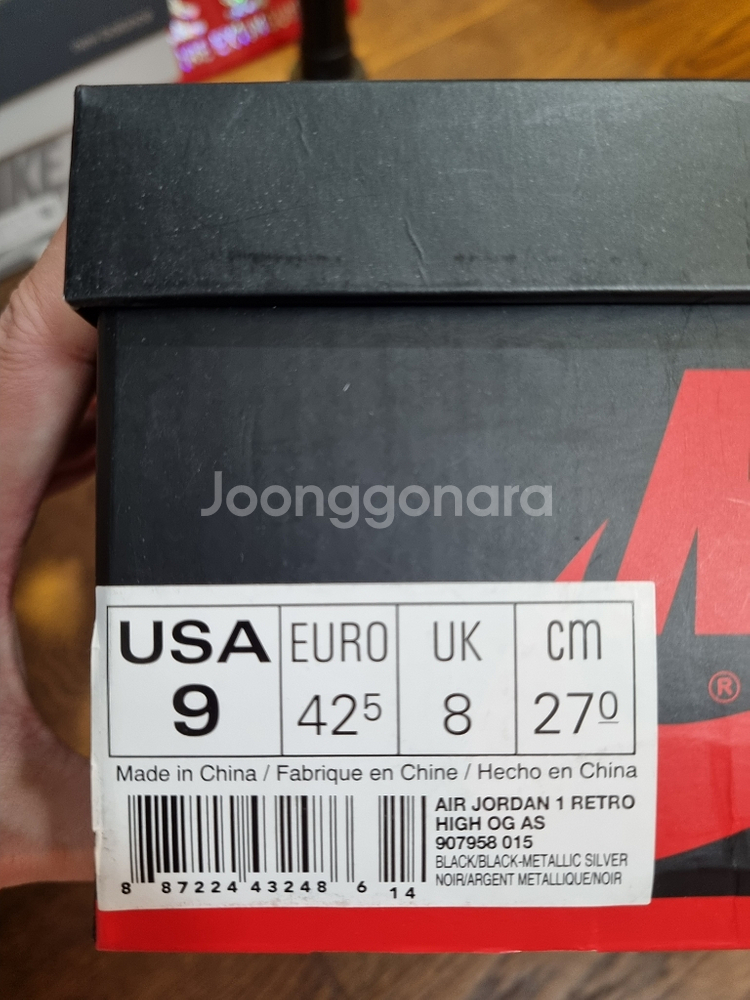 Joonggonara
USA EURO UK cm
9 42⁵ 8 27⁰
Made in China / Fabrique en Chine / Hecho en China
AIR JORDAN 1 RETRO
HIGH OG AS
907958 015
BLACK/BLACK-METALLIC SILVER
NOIR/ARGENT METALLIQUE/NOIR
8 87224 43248 6 14
®